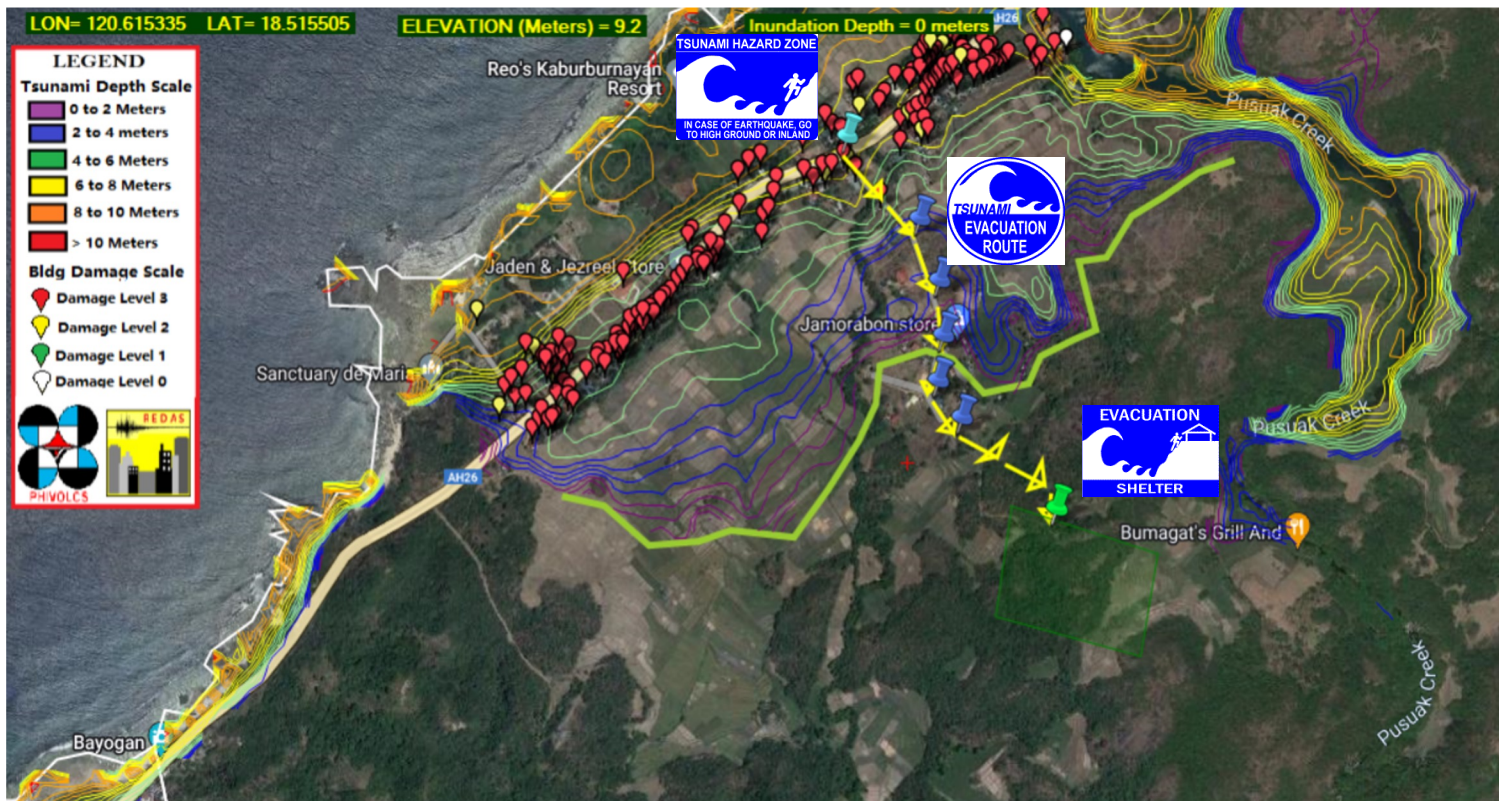 LON= 120.615335 LAT= 18.515505
ELEVATION (Meters) = 9.2
Inundation Depth = 0 meters
AH26
LEGEND
Tsunami Depth Scale
0 to 2 Meters
2 to 4 meters
4 to 6 Meters
6 to 8 Meters
8 to 10 Meters
> 10 Meters
Bldg Damage Scale
Damage Level 3
Damage Level 2
Damage Level 1
Damage Level 0
PHIVOLCS
REDAS
Reo's Kaburburnayan
Resort
TSUNAMI HAZARD ZONE
IN CASE OF EARTHQUAKE, GO
TO HIGH GROUND OR INLAND
Pusuak Creek
TSUNAMI
EVACUATION
ROUTE
Jaden & Jezreel Store
Jamorabon store
Sanctuary de Maria
EVACUATION
SHELTER
Pusuak Creek
AH26
Bumagat's Grill And
Pusuak Creek
Bayogan